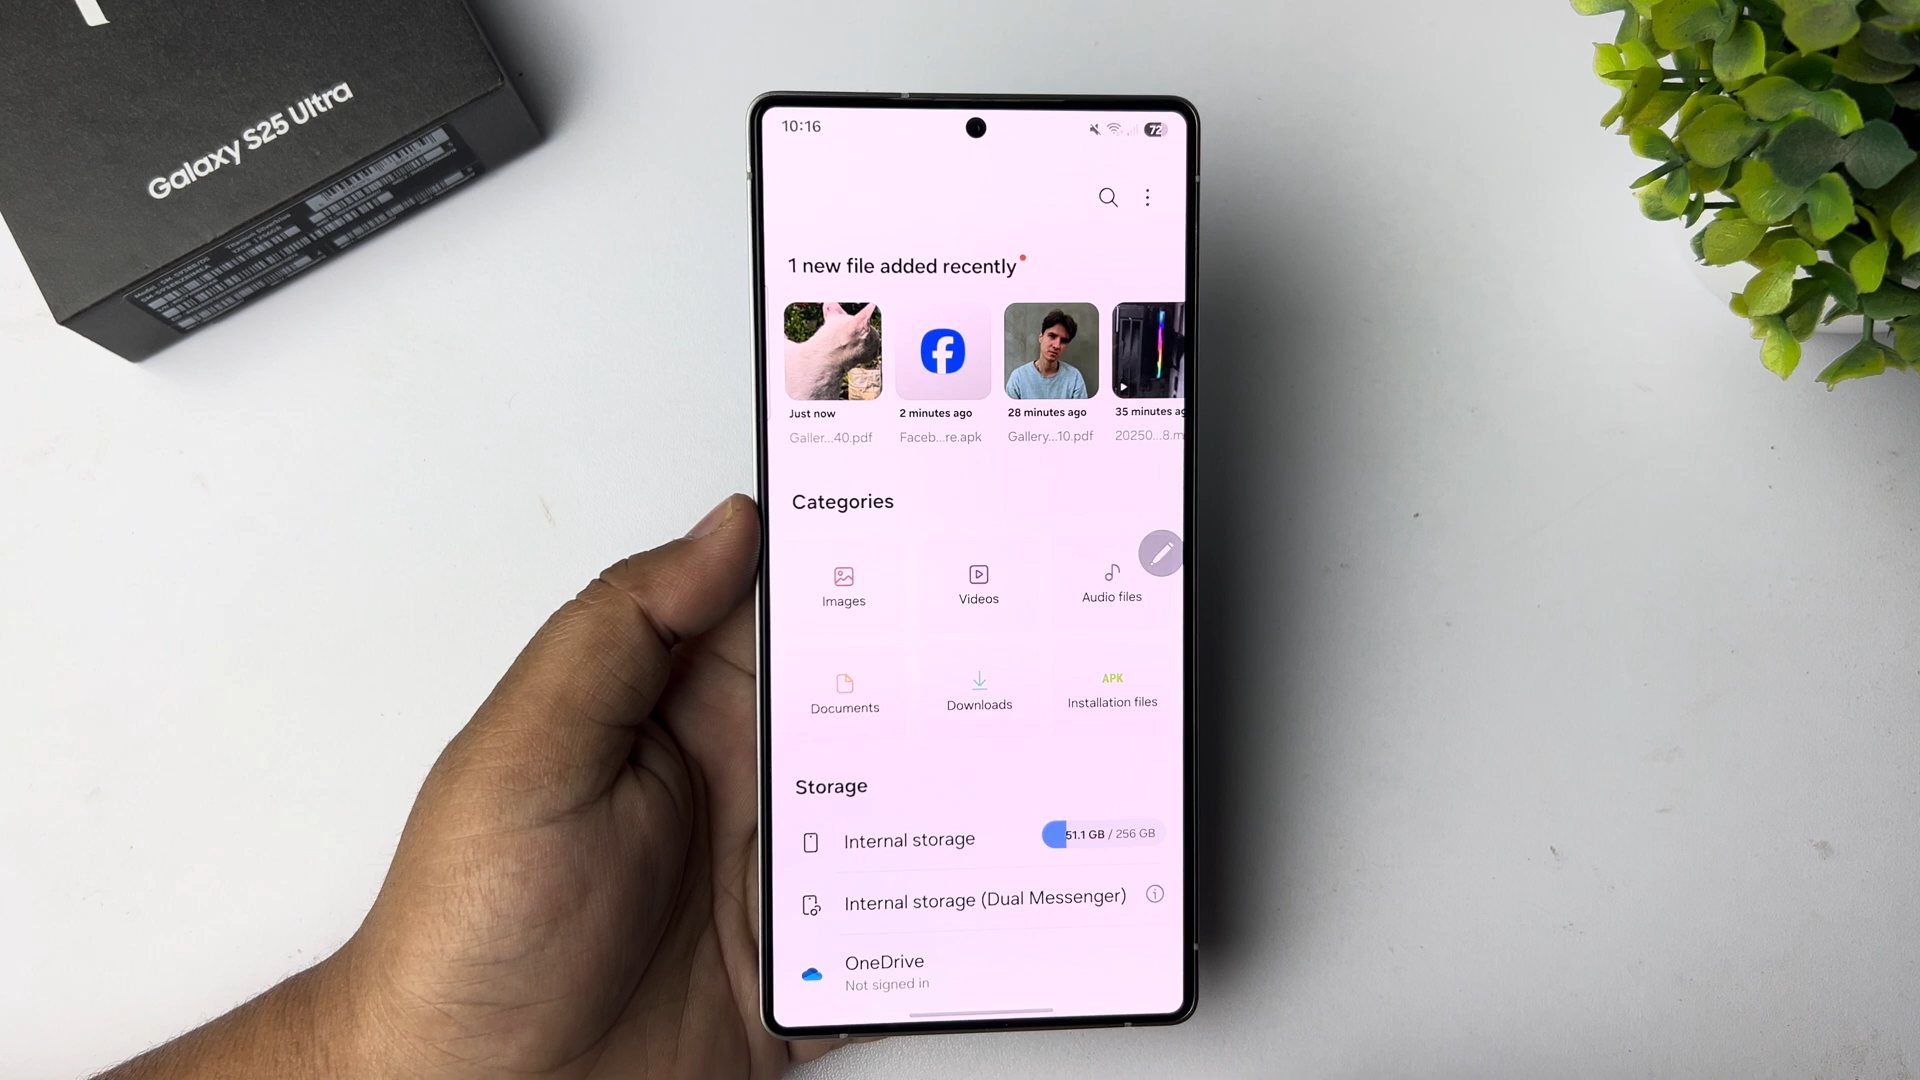 Galaxy S25 Ultra
10:16
72
1 new file added recently
Just now
2 minutes ago
28 minutes ago
35 minutes ag
Galler...40.pdf
Faceb...re.apk
Gallery...10.pdf
20250...8.m
Categories
Images
Videos
Audio files
Documents
Downloads
APK
Installation files
Storage
Internal storage
51.1 GB / 256 GB
Internal storage (Dual Messenger)
OneDrive
Not signed in